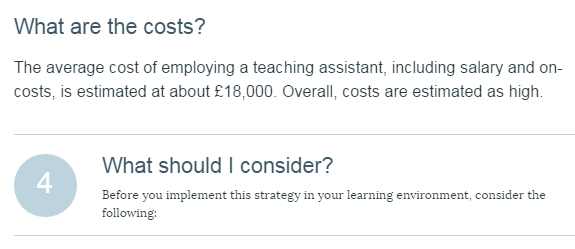 What are the costs?
The average cost of employing a teaching assistant, including salary and on-
costs, is estimated at about £18,000. Overall, costs are estimated as high.
4
What should I consider?
Before you implement this strategy in your learning environment, consider the
following: